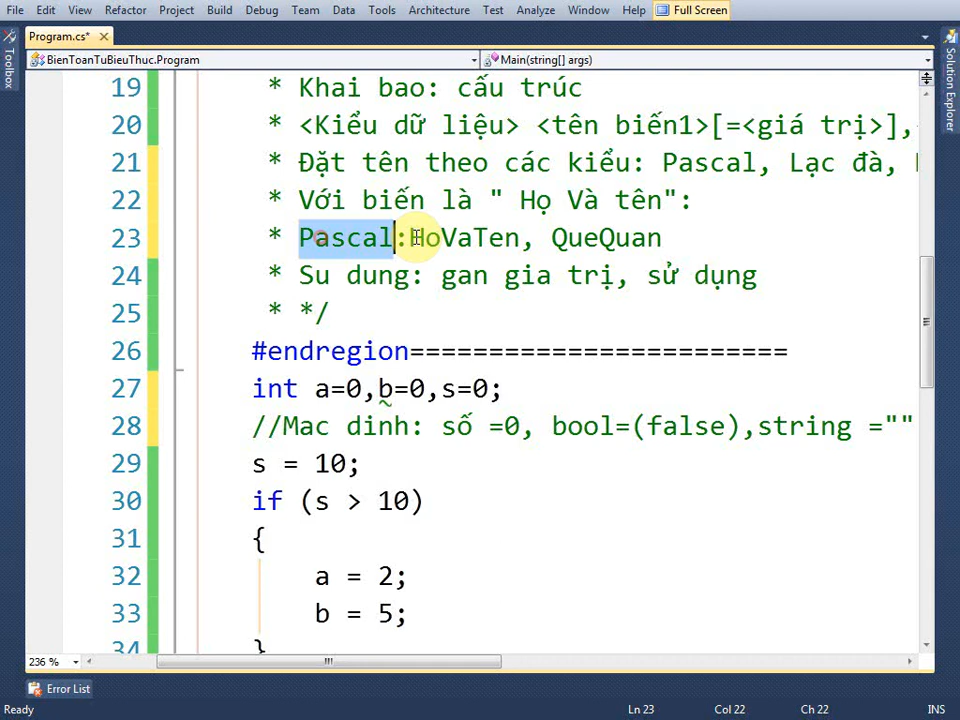 File Edit View Refactor Project Build Debug Team Data Tools Architecture Test Analyze Window Help Full Screen
Program.cs*
BienToanTuBieuThuc.Program Main(string[] args)
Toolbox
Solution Explorer
19 * Khai bao: cấu trúc
20 * <Kiểu dữ liệu> <tên biến1>[=<giá trị>],
21 * Đặt tên theo các kiểu: Pascal, Lạc đà,
22 * Với biến là " Họ Và tên":
23 * Pascal:HoVaTen, QueQuan
24 * Su dung: gan gia trị, sử dụng
25 * */
26 #endregion========================
27 int a=0,b=0,s=0;
28 //Mac dinh: số =0, bool=(false),string =""
29 s = 10;
30 if (s > 10)
31 {
32 a = 2;
33 b = 5;
34 }
236 %
Error List
Ready Ln 23 Col 22 Ch 22 INS